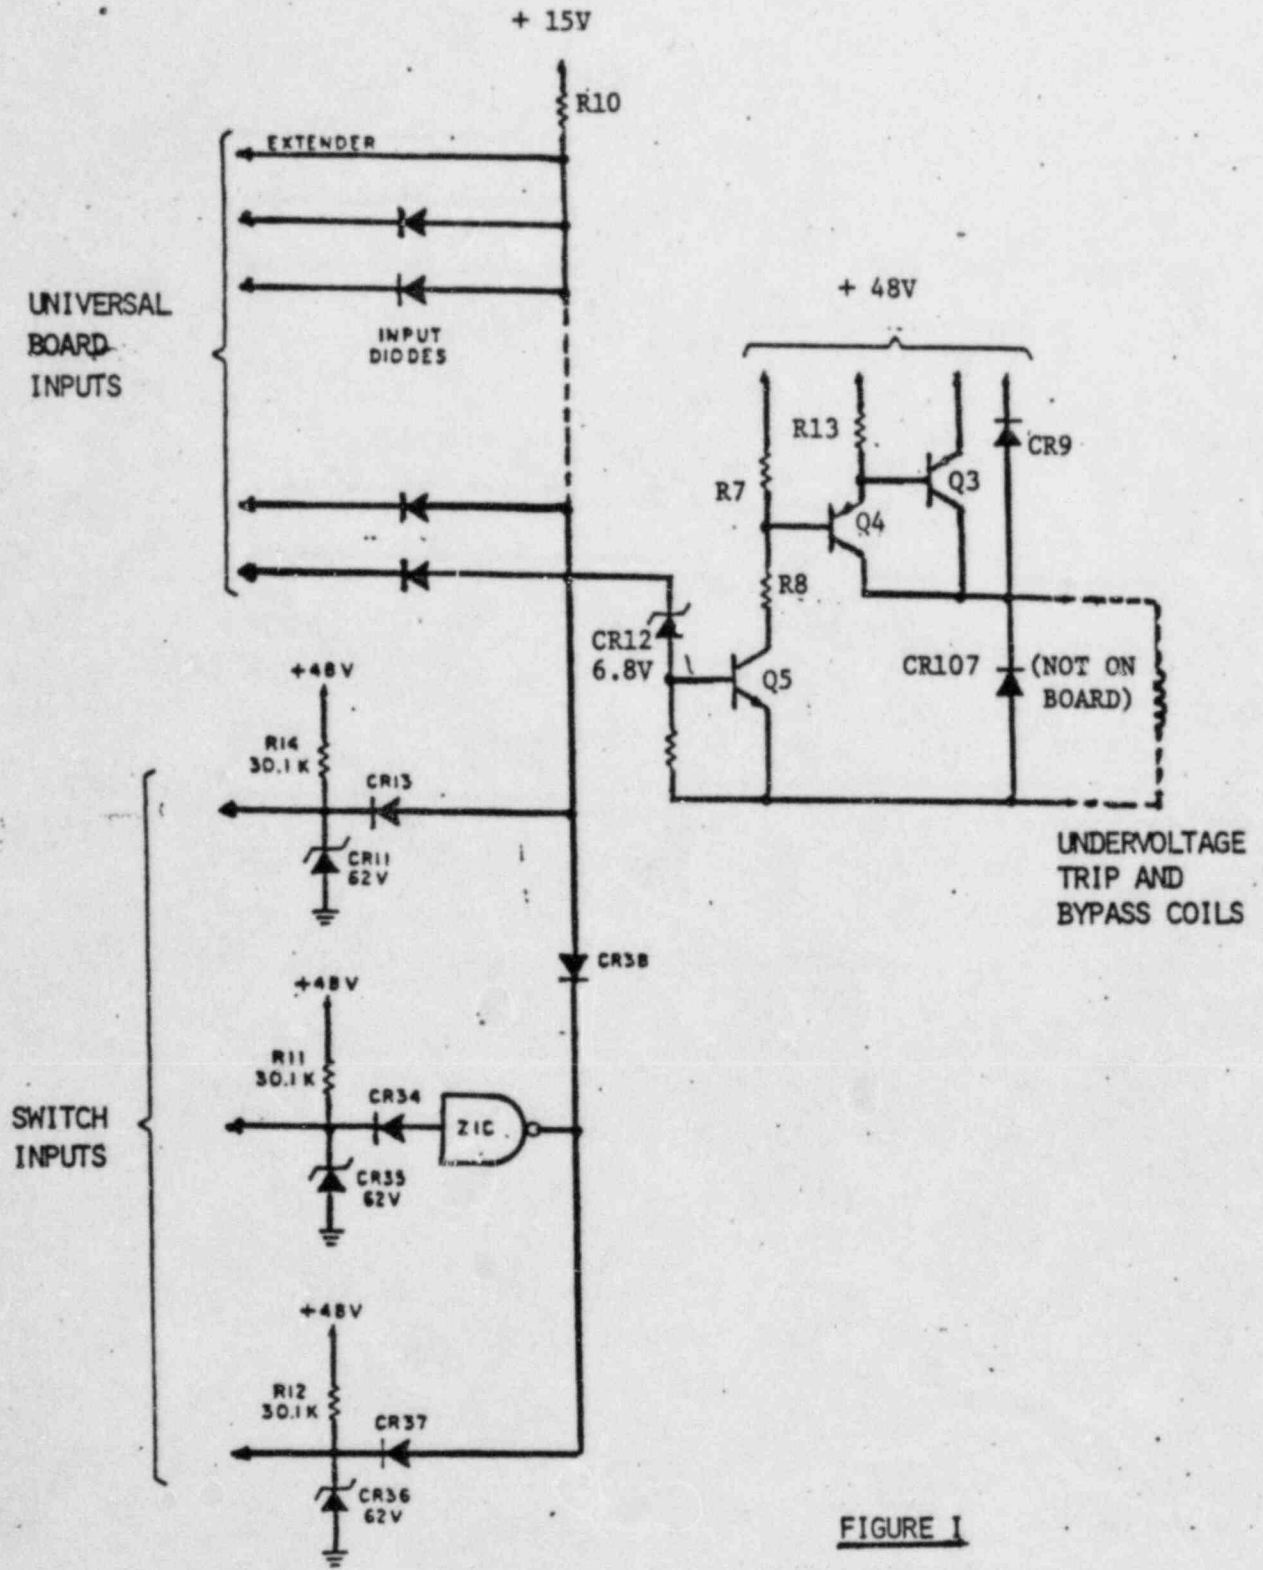 + 15V
R10
EXTENDER
UNIVERSAL
BOARD
INPUTS
INPUT
DIODES
+ 48V
R13
CR9
R7
Q3
Q4
R8
CR12
6.8V
Q5
CR107
(NOT ON
BOARD)
UNDERVOLTAGE
TRIP AND
BYPASS COILS
+48V
R14
30.1K
CR13
CR11
62V
CR38
+48V
R11
30.1K
CR34
Z1C
CR35
62V
SWITCH
INPUTS
+48V
R12
30.1K
CR37
CR36
62V
FIGURE I